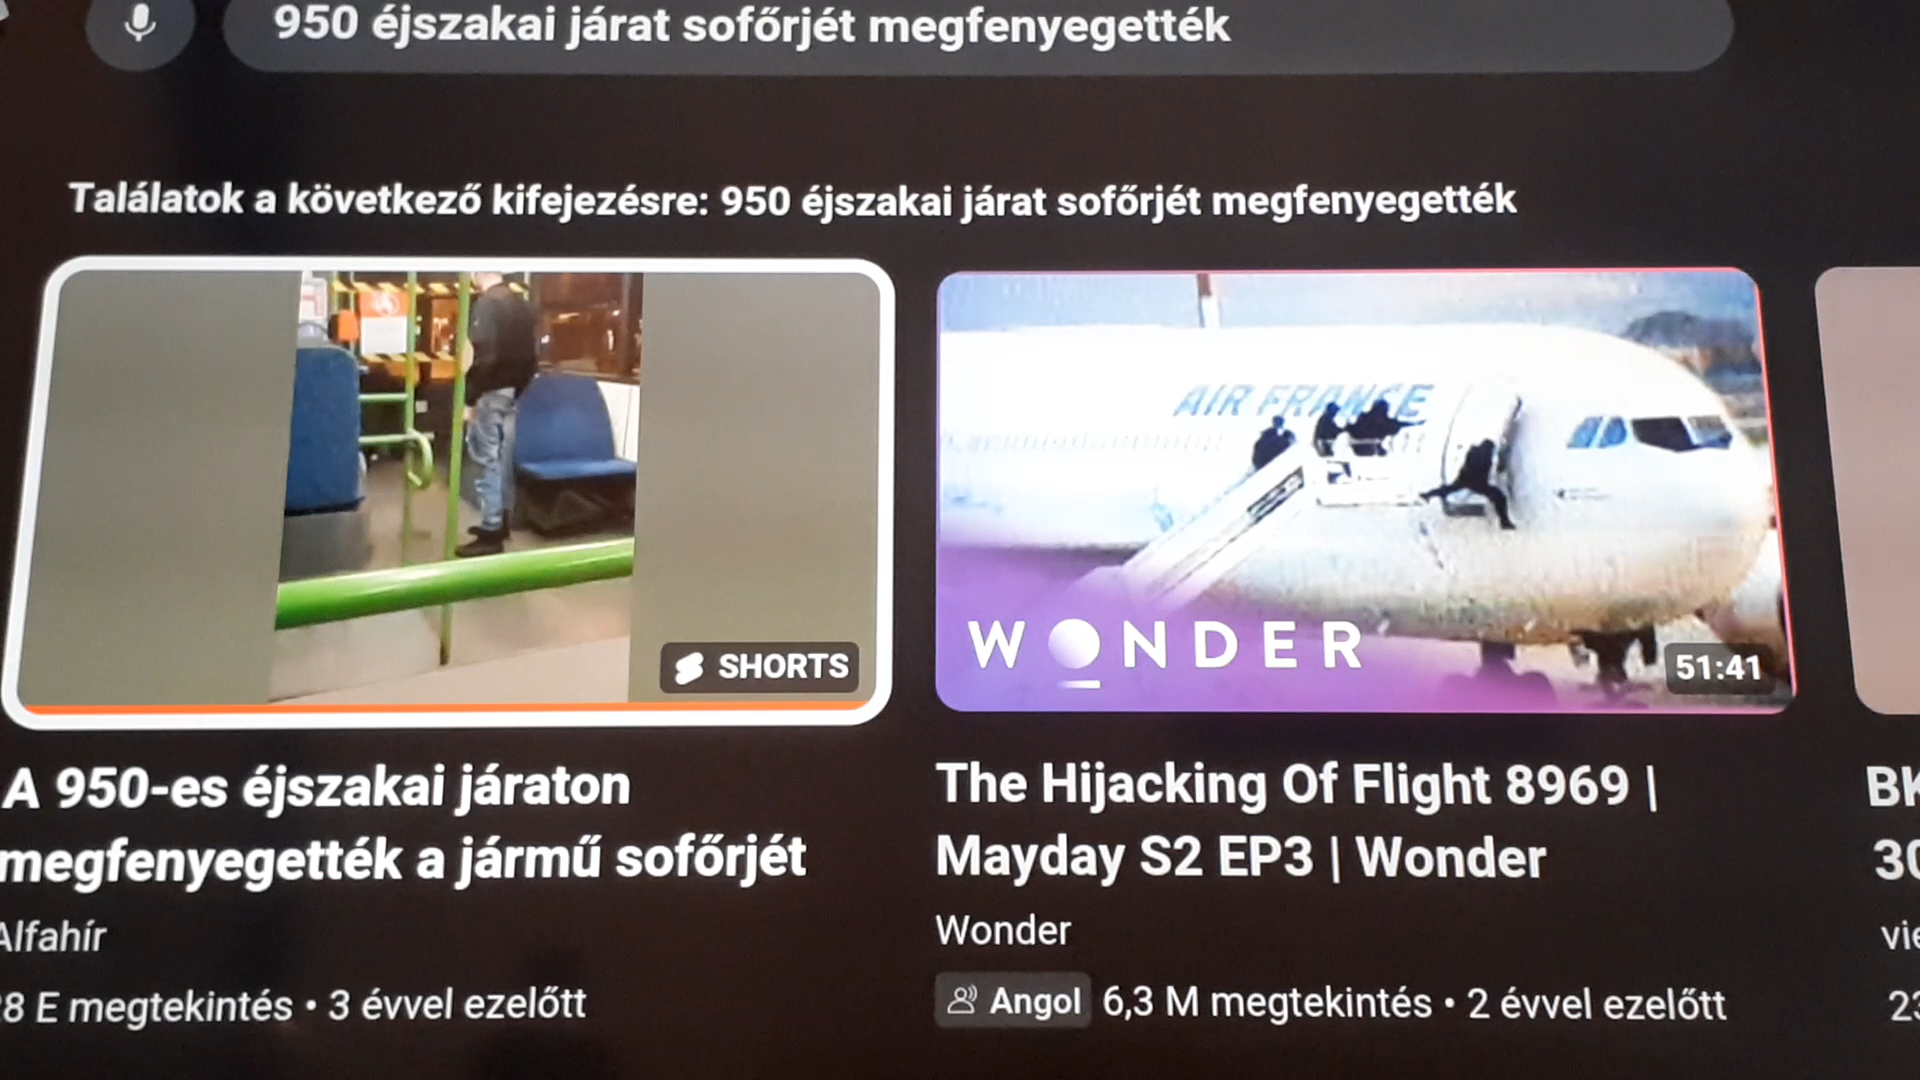 950 éjszakai járat sofőrjét megfenyegették
Találatok a következő kifejezésre: 950 éjszakai járat sofőrjét megfenyegették
AIR FRANCE
WONDER
SHORTS
51:41
A 950-es éjszakai járaton
megfenyegették a jármű sofőrjét
Alfahír
8 E megtekintés • 3 évvel ezelőtt
The Hijacking Of Flight 8969 |
Mayday S2 EP3 | Wonder
Wonder
Angol 6,3 M megtekintés • 2 évvel ezelőtt